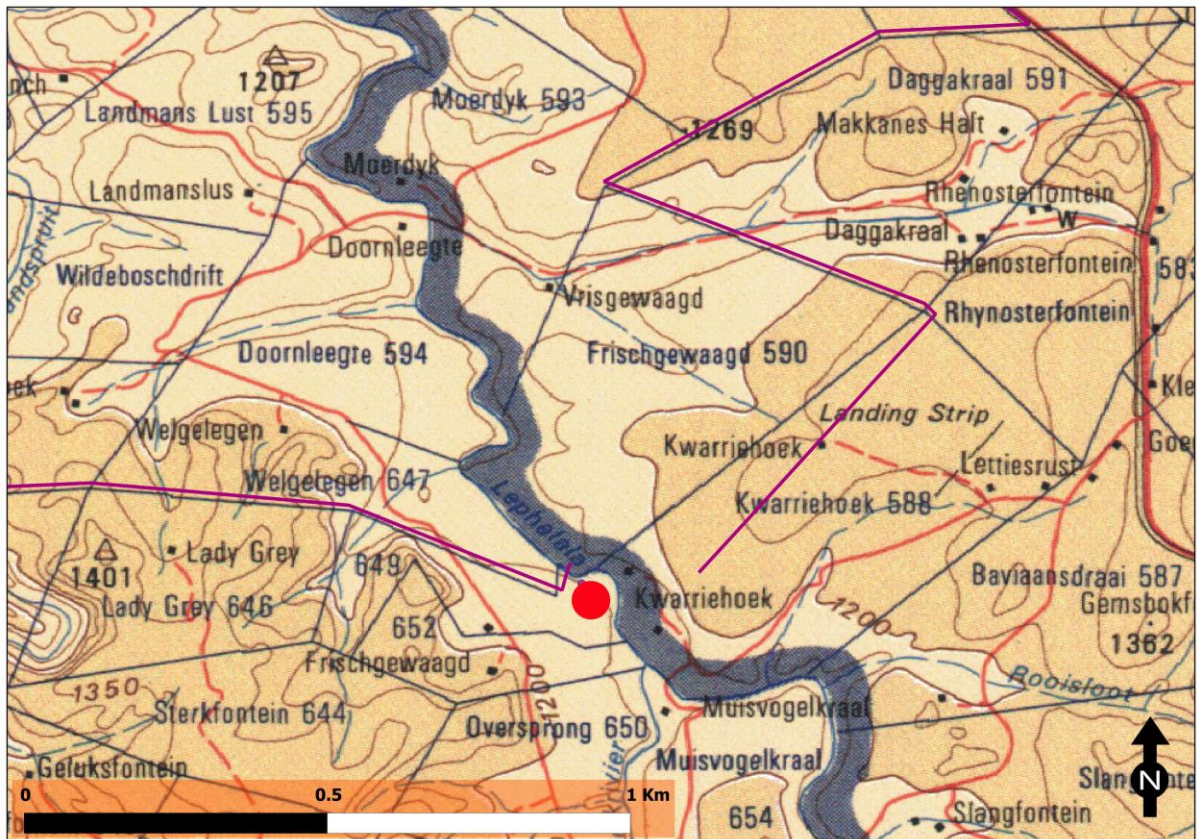 Daggakraal 591
1207
Moerdyk 593
Landmans Lust 595
1269
Makkanes Halt
Moerdyk
Landmanslus
Rhenosterfontein
W
Doornleegte
Daggakraal
Rhenosterfontein
Wildeboschdrift
Vrisgewaagd
Rhynosterfontein
Doornleegte 594
Frischgewaagd 590
Landing Strip
Welgelegen
Kwarriehoek
Lettiesrust
Welgelegen 647
Lephalala
Kwarriehoek 588
Lady Grey
649
1401
Baviaansdraai 587
Lady Grey 646
Kwarriehoek
1200
652
1362
Frischgewaagd
1350
1200
Rooisloot
Sterkfontein 644
Oversprong 650
Muisvogelkraal
Muisvogelkraal
Geluksfontein
N
0 0.5 1 Km
654
Slangfontein